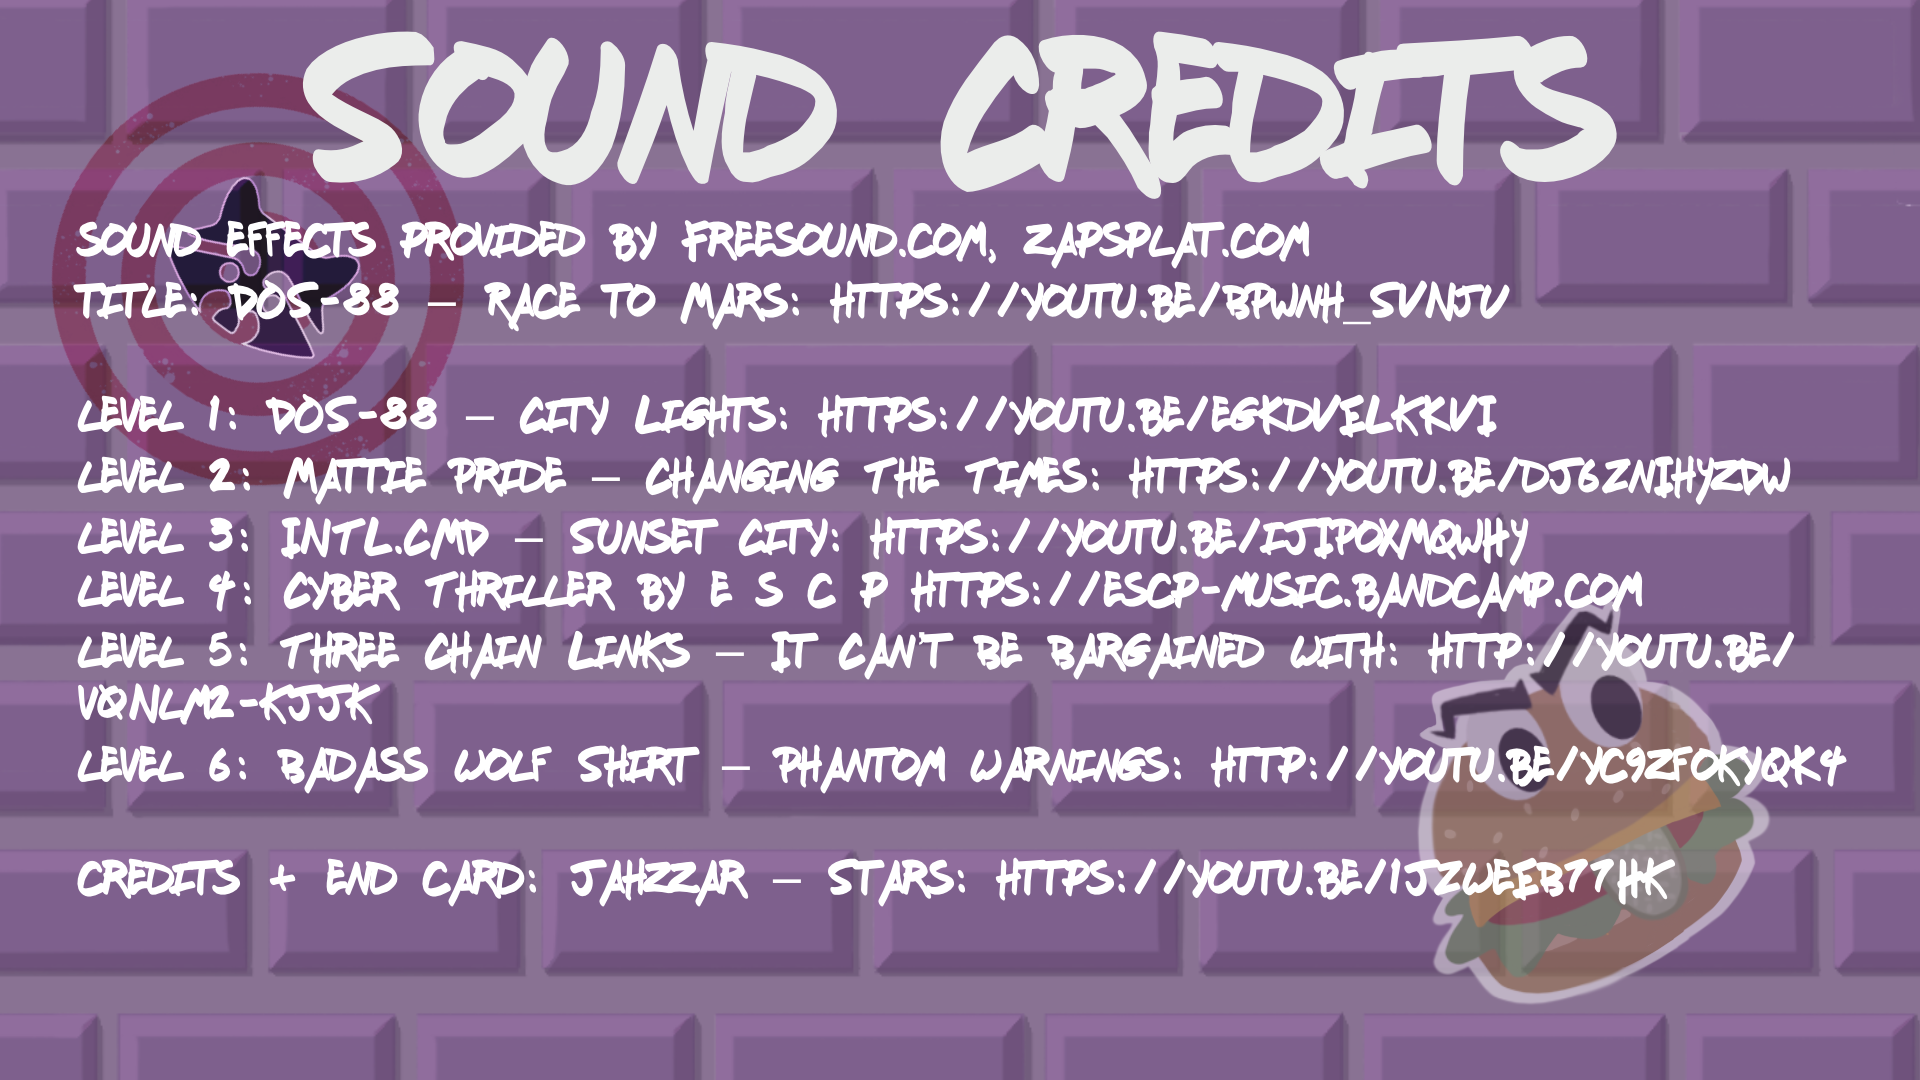 SOUND CREDITS
SOUND EFFECTS PROVIDED BY FREESOUND.COM, ZAPSPLAT.COM
TITLE: DOS-88 – RACE TO MARS: HTTPS://YOUTU.BE/BPWNH_SVNJU
LEVEL 1: DOS-88 – CITY LIGHTS: HTTPS://YOUTU.BE/EGKDVILKKVI
LEVEL 2: MATTIE PRIDE – CHANGING THE TIMES: HTTPS://YOUTU.BE/DJ6ZNIHYZDW
LEVEL 3: INTL.CMD – SUNSET CITY: HTTPS://YOUTU.BE/IJIPOXMQWHY
LEVEL 4: CYBER THRILLER BY E S C P HTTPS://ESCP-MUSIC.BANDCAMP.COM
LEVEL 5: THREE CHAIN LINKS – IT CAN'T BE BARGAINED WITH: HTTP://YOUTU.BE/
VQNLM2-KJJK
LEVEL 6: BADASS WOLF SHIRT – PHANTOM WARNINGS: HTTP://YOUTU.BE/YC9ZFOKYQK4
CREDITS + END CARD: JAHZZAR – STARS: HTTPS://YOUTU.BE/1JZWEEB77HK